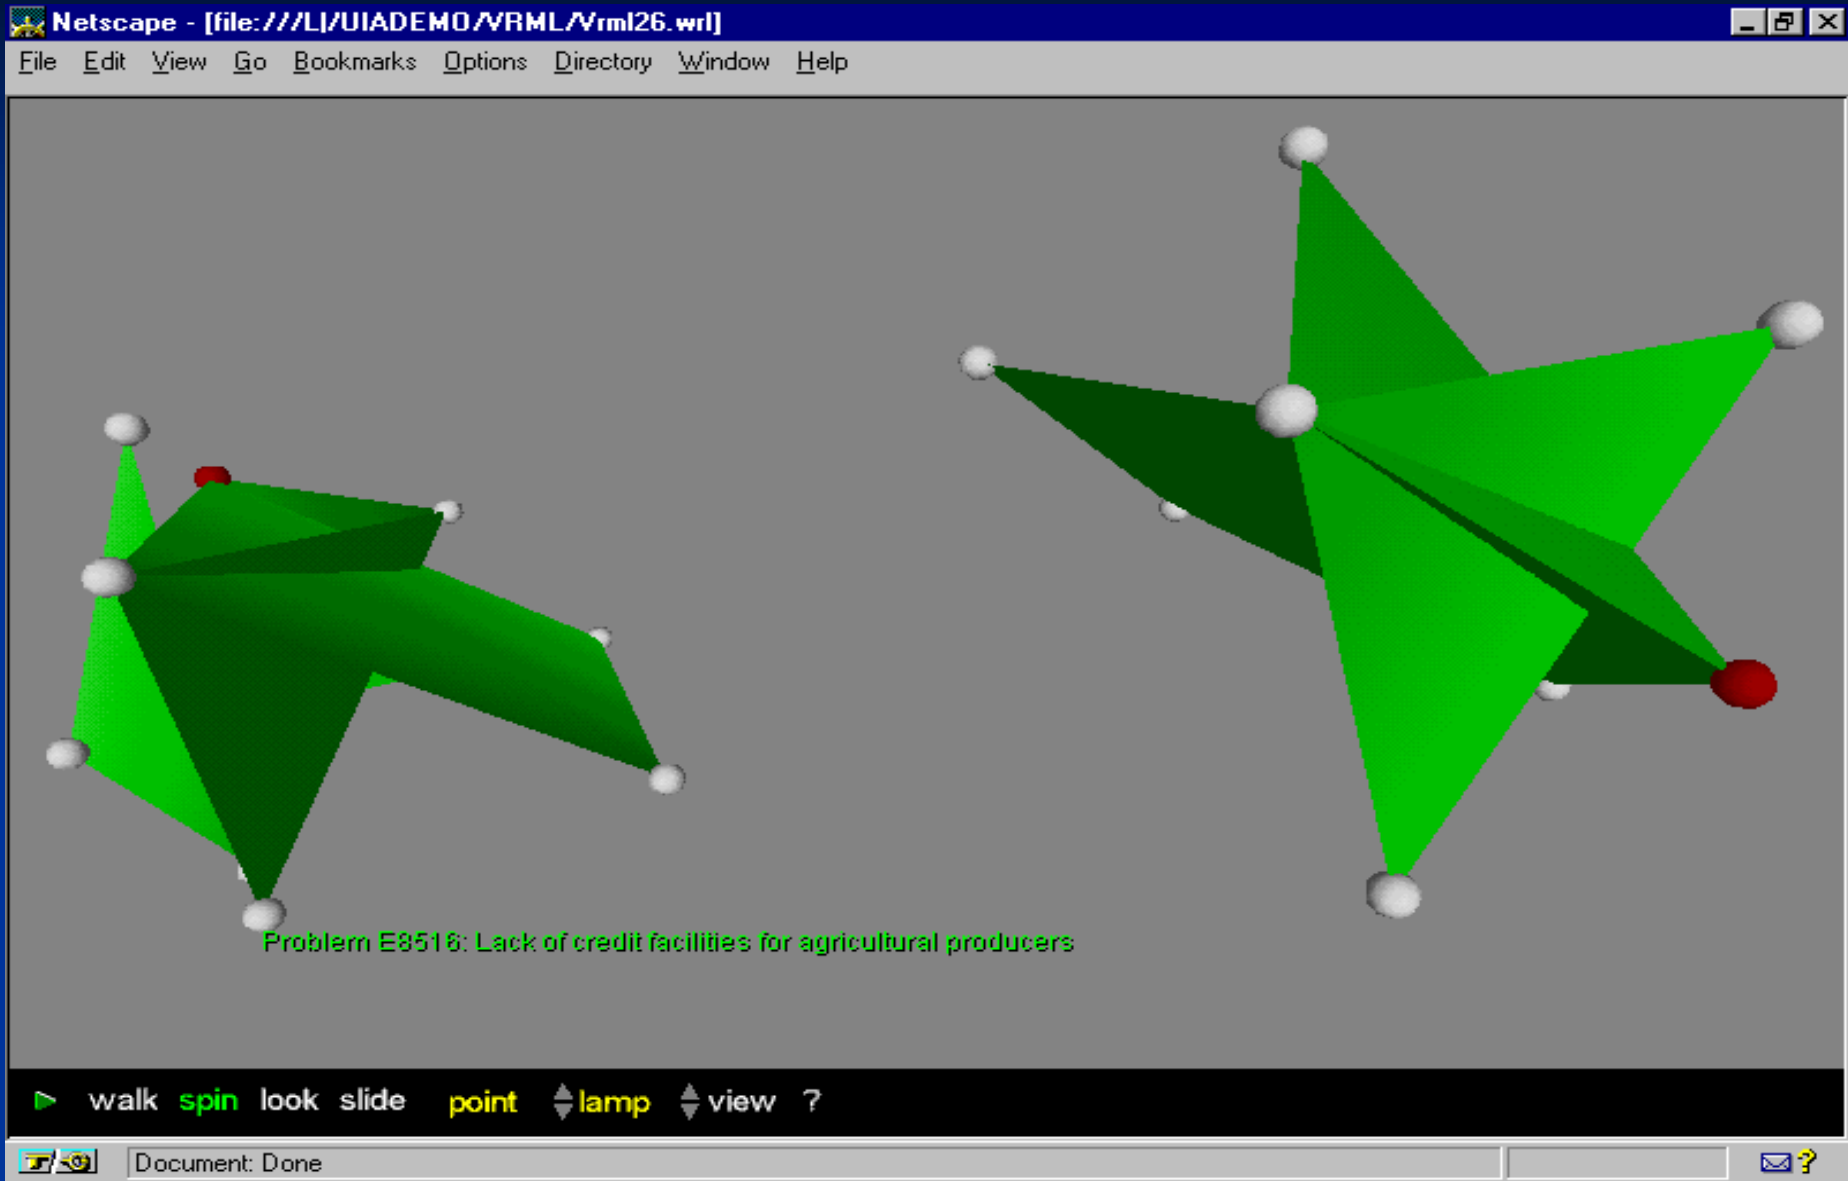 Netscape - [file:///L|/UIADEMO/VRML/Vrml26.wrl]
File Edit View Go Bookmarks Options Directory Window Help
Problem E8516: Lack of credit facilities for agricultural producers
walk spin look slide point lamp view ?
Document: Done